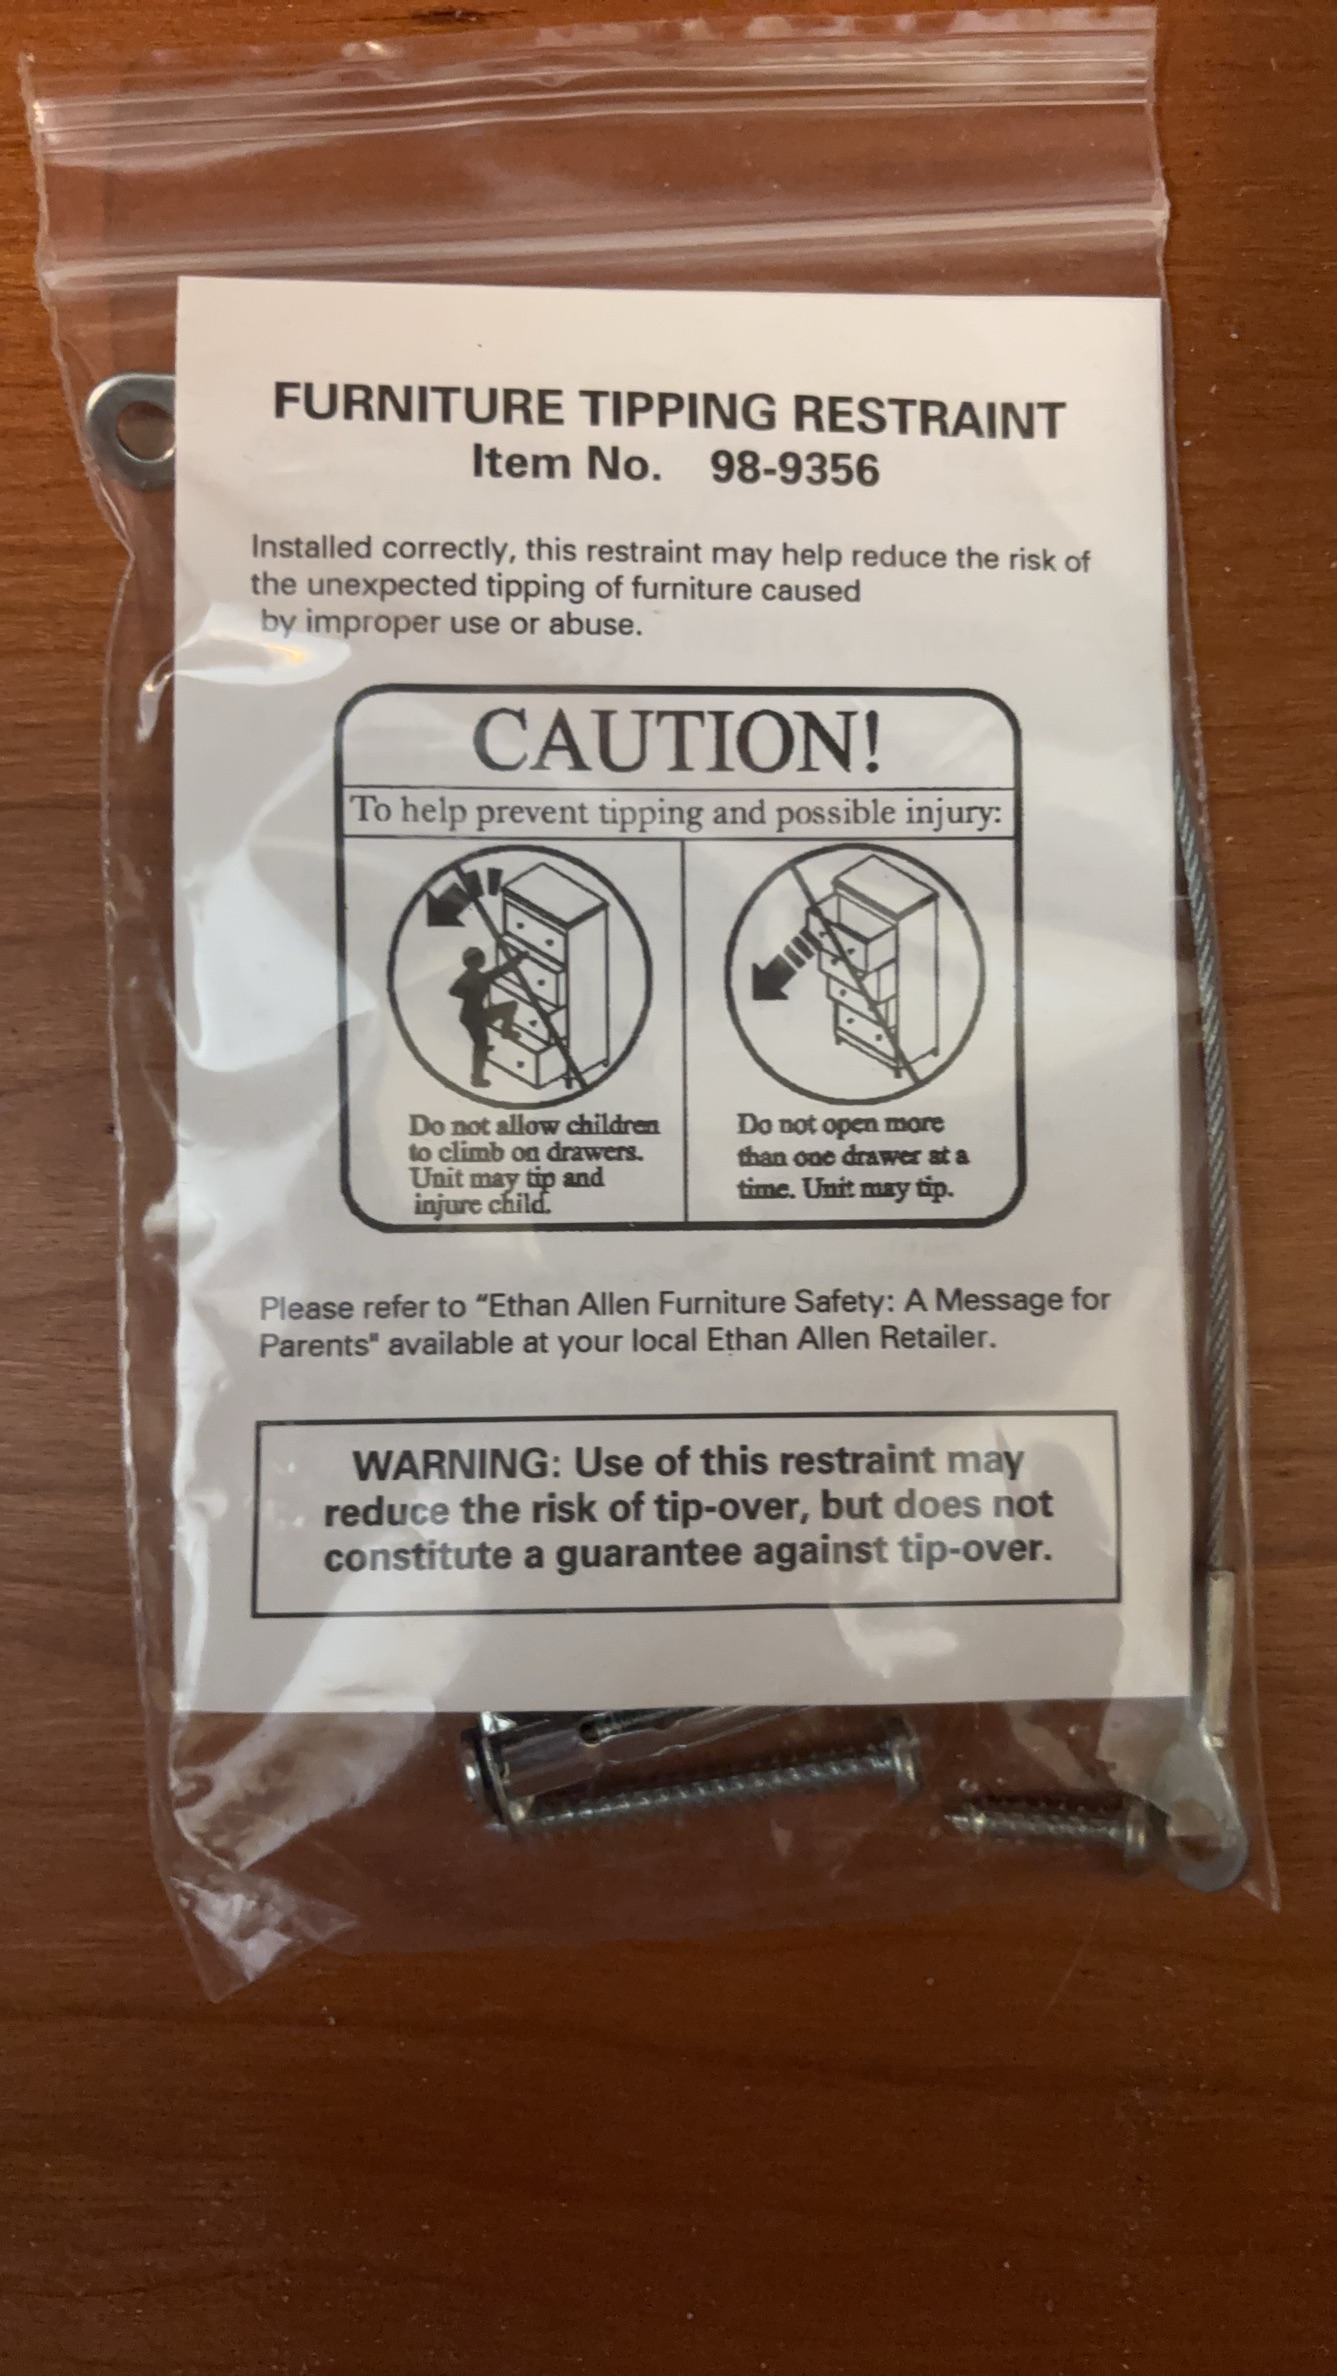 FURNITURE TIPPING RESTRAINT
Item No. 98-9356
Installed correctly, this restraint may help reduce the risk of
the unexpected tipping of furniture caused
by improper use or abuse.
CAUTION!
To help prevent tipping and possible injury:
Do not allow children
to climb on drawers.
Unit may tip and
injure child.
Do not open more
than one drawer at a
time. Unit may tip.
Please refer to “Ethan Allen Furniture Safety: A Message for
Parents" available at your local Ethan Allen Retailer.
WARNING: Use of this restraint may
reduce the risk of tip-over, but does not
constitute a guarantee against tip-over.